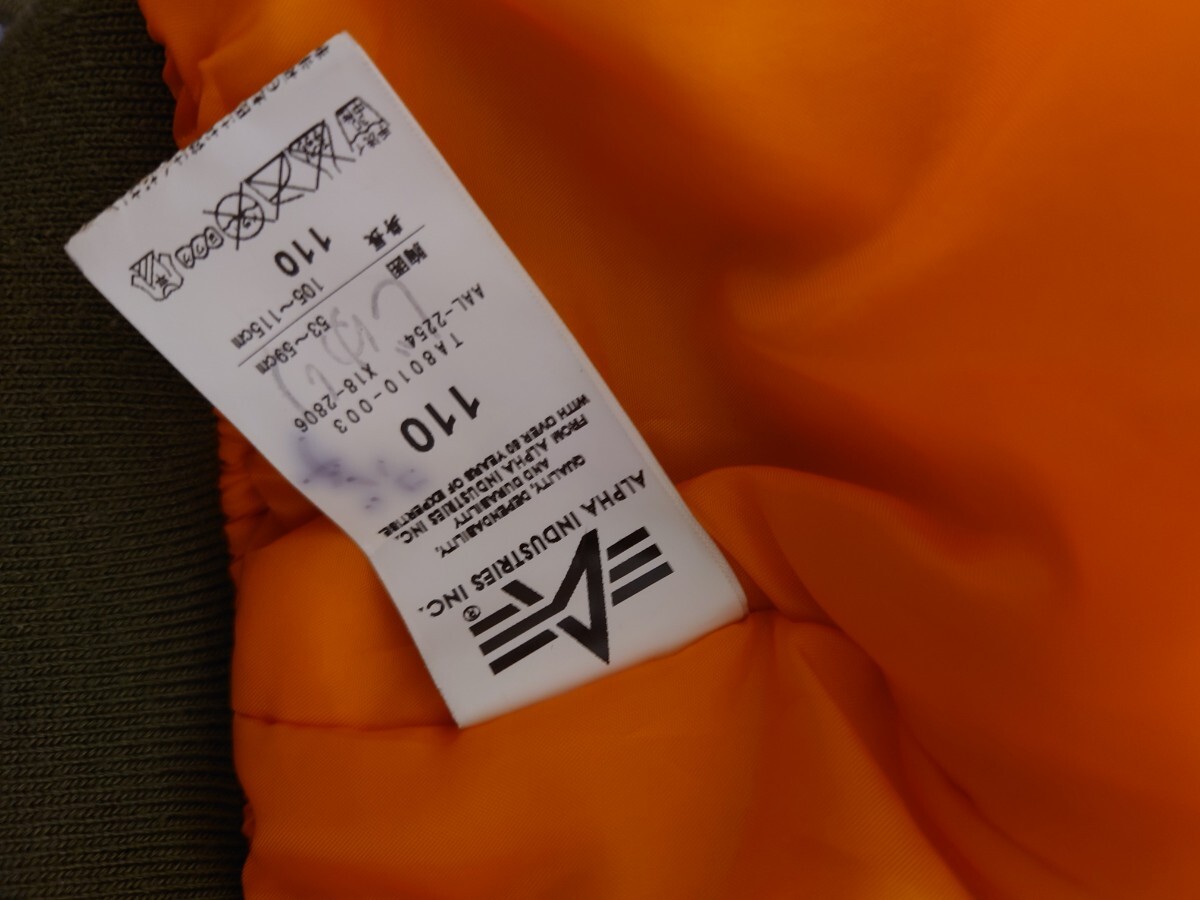 ALPHA INDUSTRIES INC.
®
QUALITY, DEPENDABILITY,
AND DURABILITY
FROM ALPHA INDUSTRIES INC.
WITH OVER 60 YEARS OF EXPERTISE.
110
TA8010-003
AAL-2254 X18-2806
胸囲 53~59cm
身長 105~115cm
110